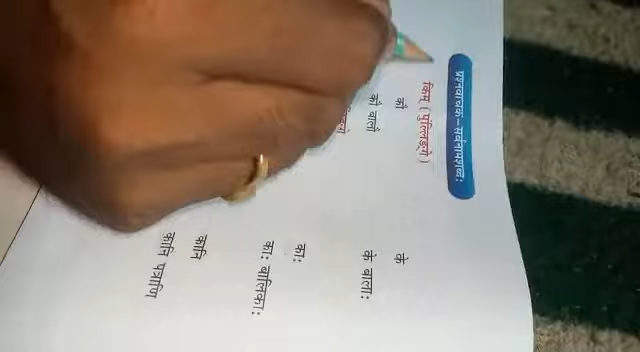 प्रश्नवाचक-सर्वनामशब्द:
किम् (पुल्लिङ्गे)
कौ के
कौ बालौ के बाला:
का:
का: बालिका:
कानि
कानि पत्राणि